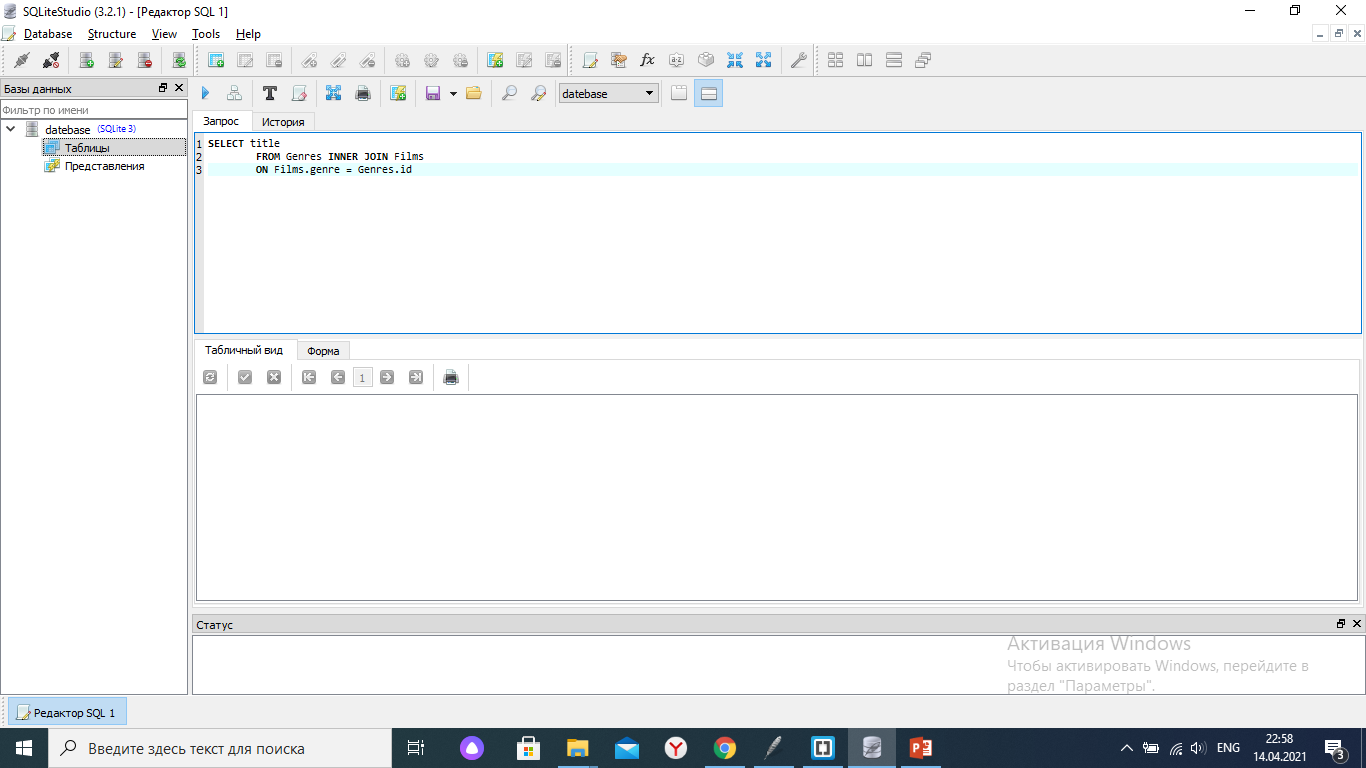 SQLiteStudio (3.2.1) - [Редактор SQL 1]
Database Structure View Tools Help
Базы данных
Фильтр по имени
datebase (SQLite 3)
Таблицы
Представления
datebase
Запрос История
1 SELECT title
2 FROM Genres INNER JOIN Films
3 ON Films.genre = Genres.id
Табличный вид Форма
1
Статус
Активация Windows
Чтобы активировать Windows, перейдите в
раздел "Параметры".
Редактор SQL 1
Введите здесь текст для поиска
ENG
22:58
14.04.2021
3